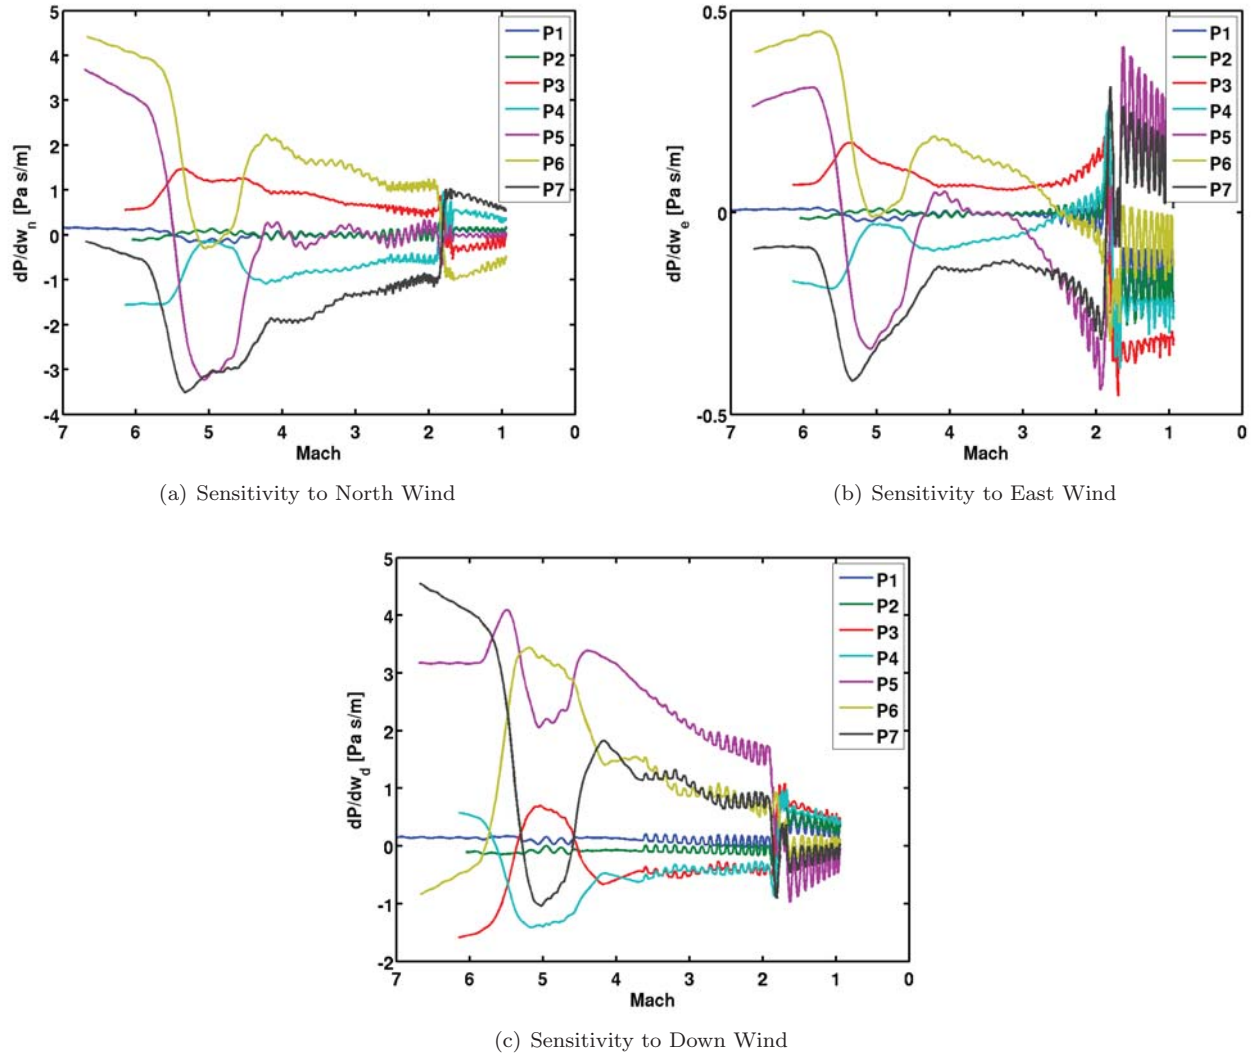 5
4
3
2
1
0
-1
-2
-3
-4
7 6 5 4 3 2 1 0
dP/dw_n [Pa s/m]
Mach
P1
P2
P3
P4
P5
P6
P7
(a) Sensitivity to North Wind
0.5
0
-0.5
7 6 5 4 3 2 1 0
dP/dw_e [Pa s/m]
Mach
P1
P2
P3
P4
P5
P6
P7
(b) Sensitivity to East Wind
5
4
3
2
1
0
-1
-2
7 6 5 4 3 2 1 0
dP/dw_d [Pa s/m]
Mach
P1
P2
P3
P4
P5
P6
P7
(c) Sensitivity to Down Wind